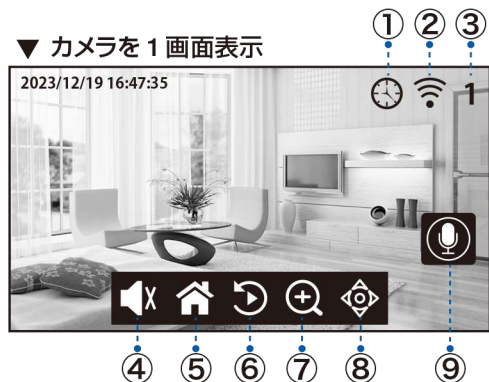 ① ② ③
▼ カメラを1画面表示
2023/12/19 16:47:35
1
④ ⑤ ⑥ ⑦ ⑧ ⑨